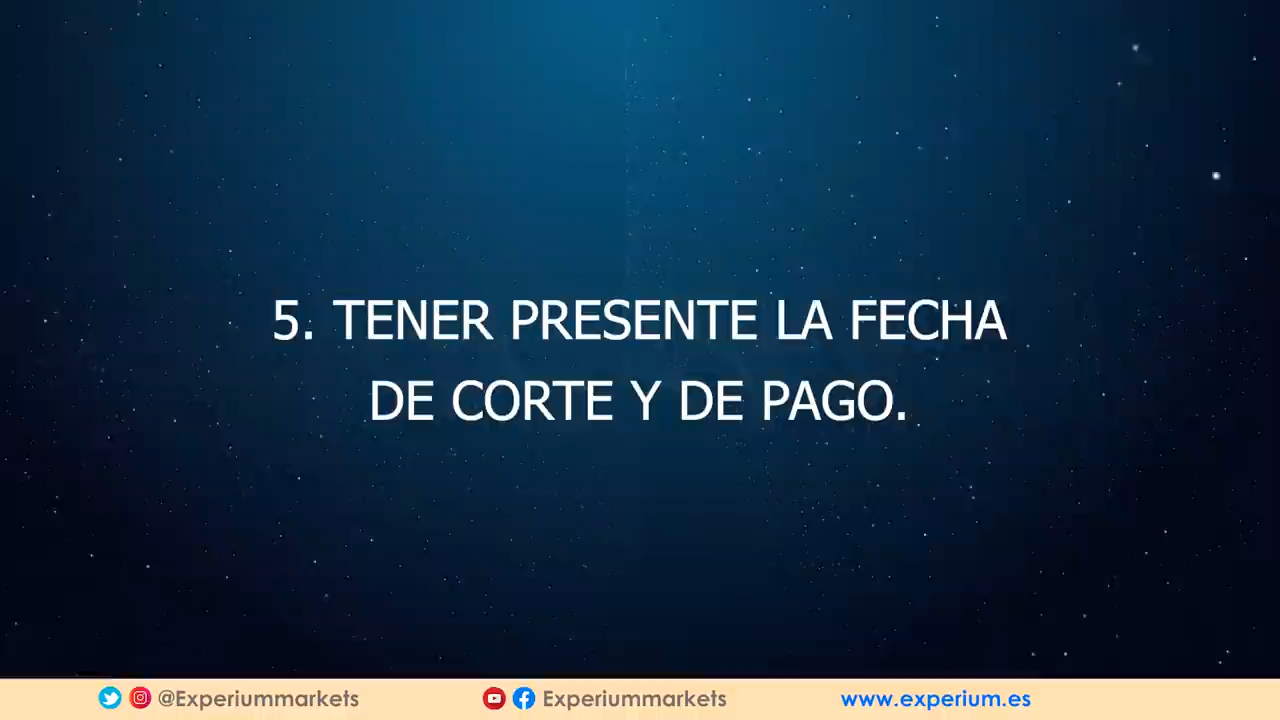 5. TENER PRESENTE LA FECHA
DE CORTE Y DE PAGO.
@Experiummarkets Experiummarkets www.experium.es